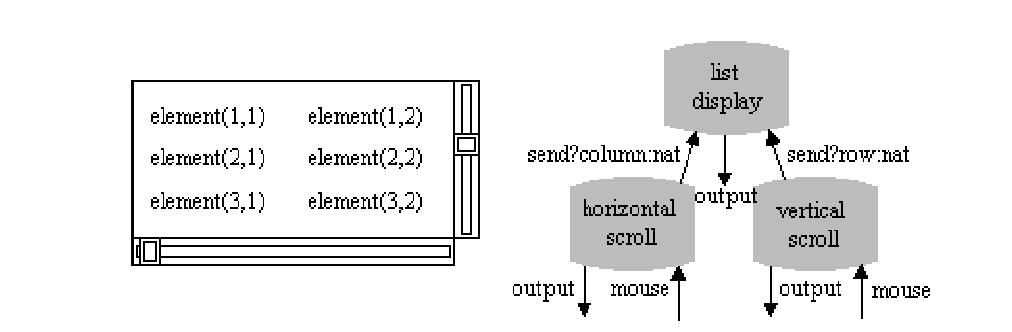 element(1,1) element(1,2)
element(2,1) element(2,2)
element(3,1) element(3,2)
list
display
send?column:nat
send?row:nat
output
horizontal
scroll
vertical
scroll
output
mouse
output
mouse